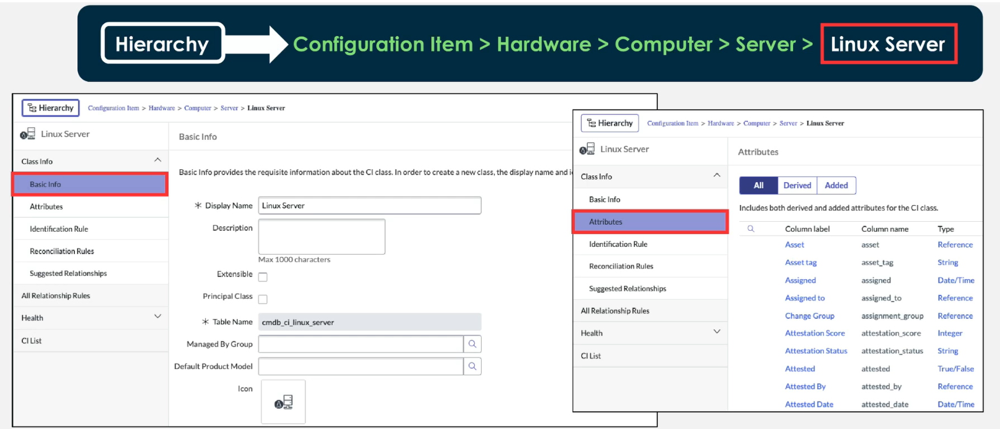 Hierarchy Configuration Item > Hardware > Computer > Server > Linux Server
Hierarchy Configuration Item > Hardware > Computer > Server > Linux Server
Linux Server
Class Info
Basic Info
Attributes
Identification Rule
Reconciliation Rules
Suggested Relationships
All Relationship Rules
Health
CI List
Basic Info
Basic Info provides the requisite information about the CI class. In order to create a new class, the display name and
* Display Name Linux Server
Description
Max 1000 characters
Extensible
Principal Class
* Table Name cmdb_ci_linux_server
Managed By Group
Default Product Model
Icon
Hierarchy Configuration Item > Hardware > Computer > Server > Linux Server
Linux Server
Class Info
Basic Info
Attributes
Identification Rule
Reconciliation Rules
Suggested Relationships
All Relationship Rules
Health
CI List
Attributes
All Derived Added
Includes both derived and added attributes for the CI class.
Column label Column name Type
Asset asset Reference
Asset tag asset_tag String
Assigned assigned Date/Time
Assigned to assigned_to Reference
Change Group assignment_group Reference
Attestation Score attestation_score Integer
Attestation Status attestation_status String
Attested attested True/False
Attested By attested_by Reference
Attested Date attested_date Date/Time